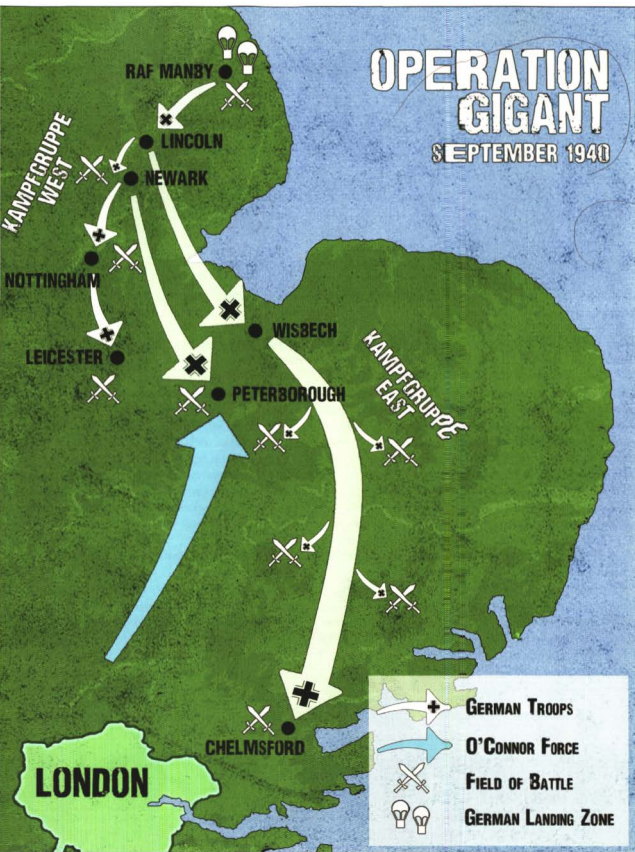 OPERATION
GIGANT
SEPTEMBER 1940
RAF MANBY
LINCOLN
KAMPFGRUPPE
WEST
NEWARK
NOTTINGHAM
WISBECH
LEICESTER
KAMPFGRUPPE
EAST
PETERBOROUGH
CHELMSFORD
LONDON
GERMAN TROOPS
O'CONNOR FORCE
FIELD OF BATTLE
GERMAN LANDING ZONE